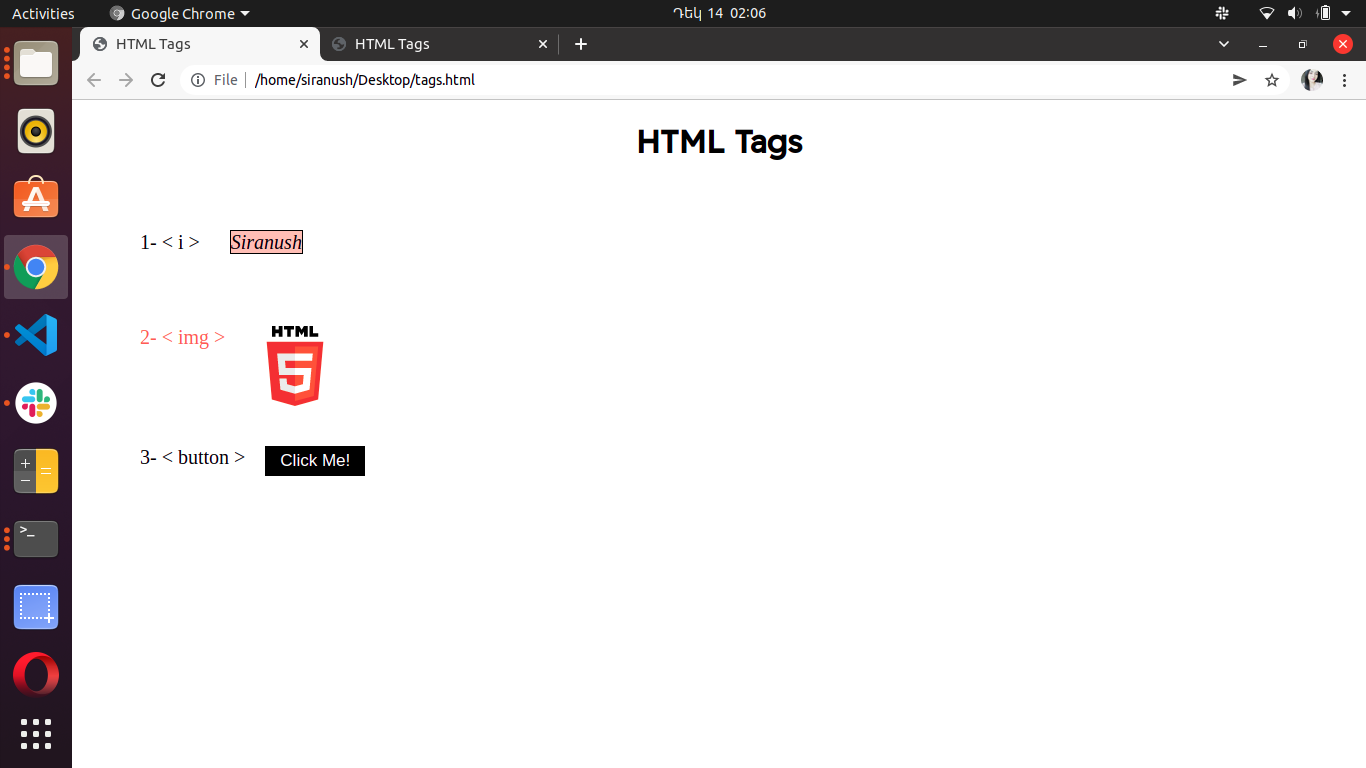 Activities
Google Chrome
Դեկ 14 02:06
HTML Tags
HTML Tags
File
/home/siranush/Desktop/tags.html
HTML Tags
1- < i >
Siranush
2- < img >
HTML
5
3- < button >
Click Me!
>_